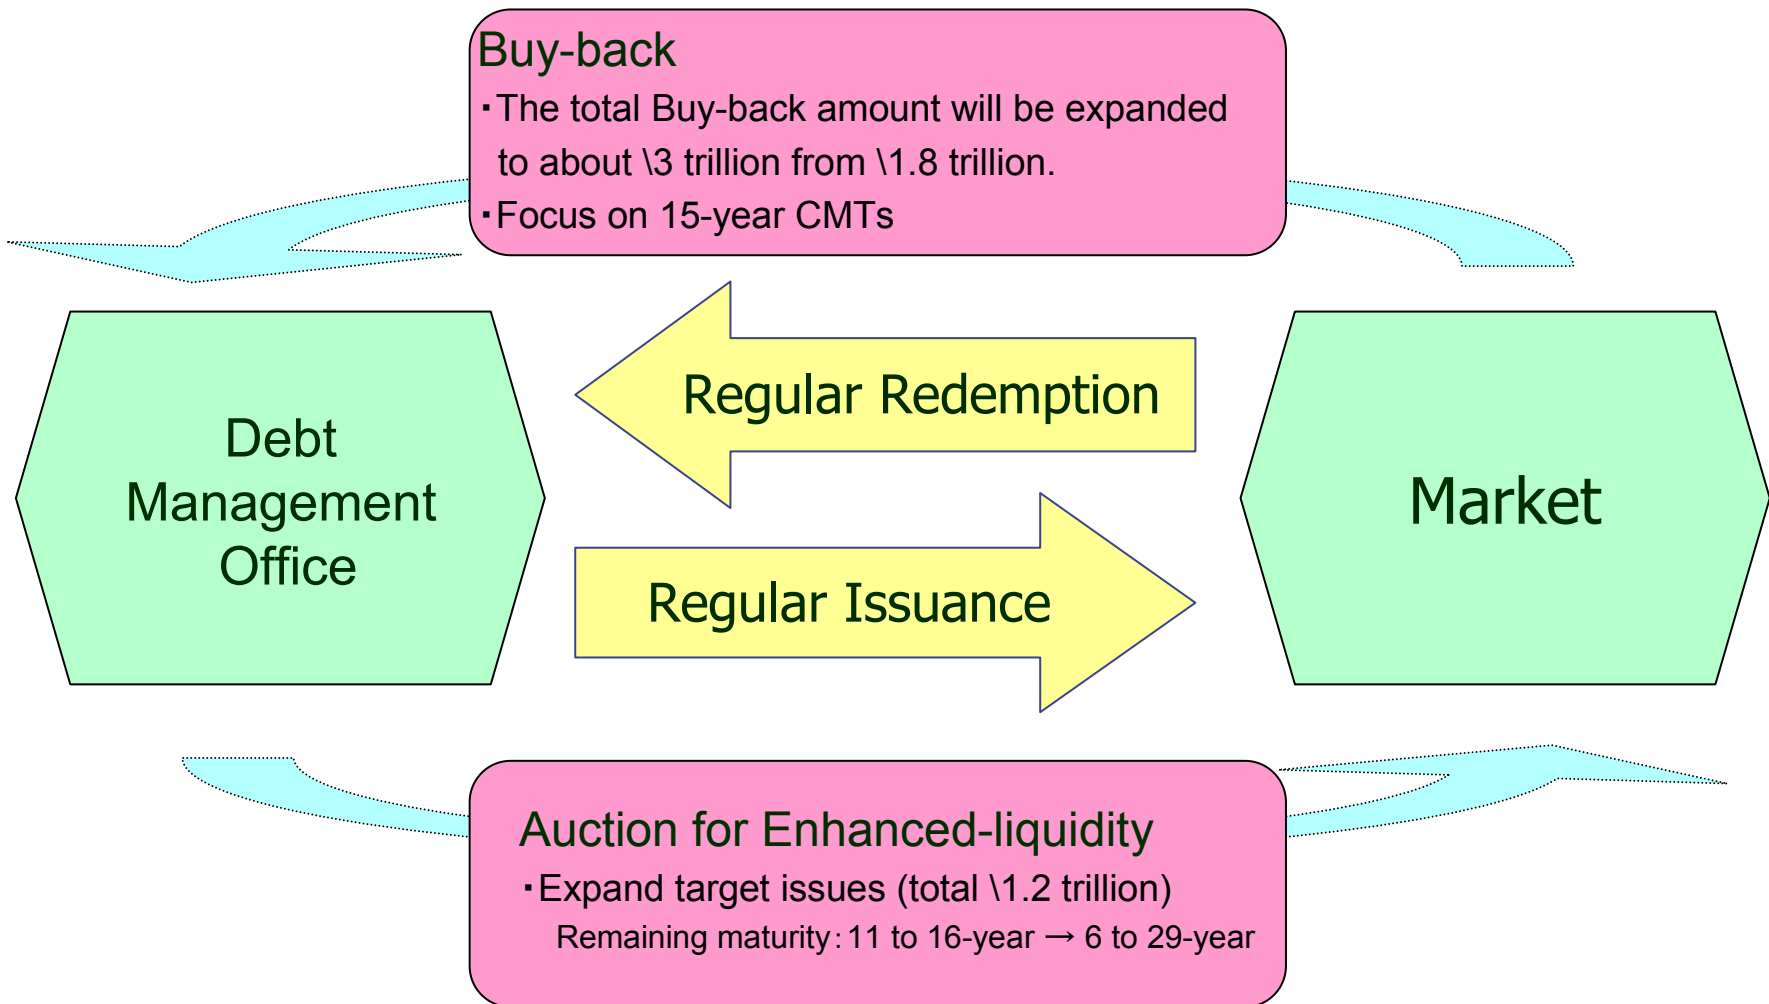 Buy-back
・The total Buy-back amount will be expanded
to about \3 trillion from \1.8 trillion.
・Focus on 15-year CMTs
Regular Redemption
Debt
Management
Office
Market
Regular Issuance
Auction for Enhanced-liquidity
・Expand target issues (total \1.2 trillion)
Remaining maturity：11 to 16-year → 6 to 29-year